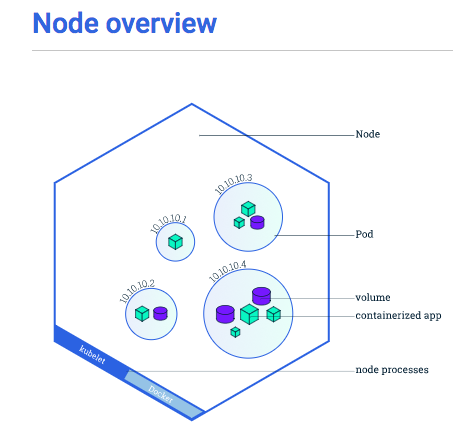 Node overview
Node
10.10.10.3
10.10.10.1
Pod
10.10.10.4
10.10.10.2
volume
containerized app
kubelet
node processes
Docker